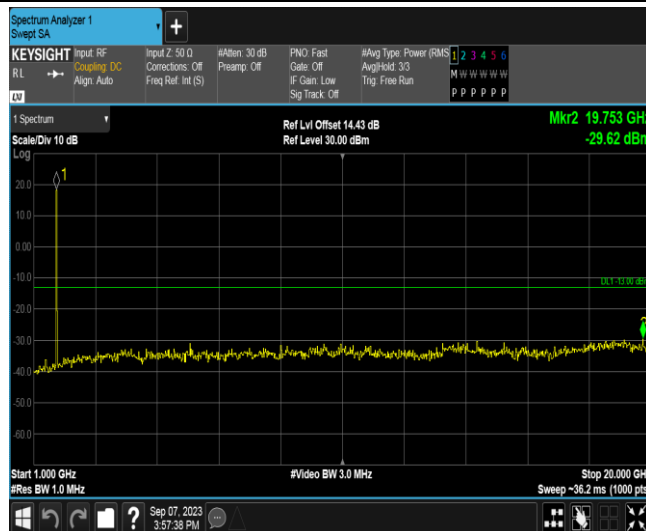 Spectrum Analyzer 1
Swept SA
+
KEYSIGHT Input: RF Input Z: 50 Ω #Atten: 30 dB PNO: Fast #Avg Type: Power (RMS 1 2 3 4 5 6
RL Coupling: DC Corrections: Off Preamp: Off Gate: Off Avg|Hold: 3/3 M W W W W W
Align: Auto Freq Ref: Int (S) IF Gain: Low Trig: Free Run
Sig Track: Off P P P P P P
LXI
1 Spectrum Ref Lvl Offset 14.43 dB Mkr2 19.753 GHz
Scale/Div 10 dB Ref Level 30.00 dBm -29.62 dBm
Log
1
20.0
10.0
0.00
-10.0
DL1 -13.00 dBm
-20.0
-30.0
-40.0
-50.0
-60.0
Start 1.000 GHz #Video BW 3.0 MHz Stop 20.000 GHz
#Res BW 1.0 MHz Sweep ~36.2 ms (1000 pts
? Sep 07, 2023
3:57:38 PM